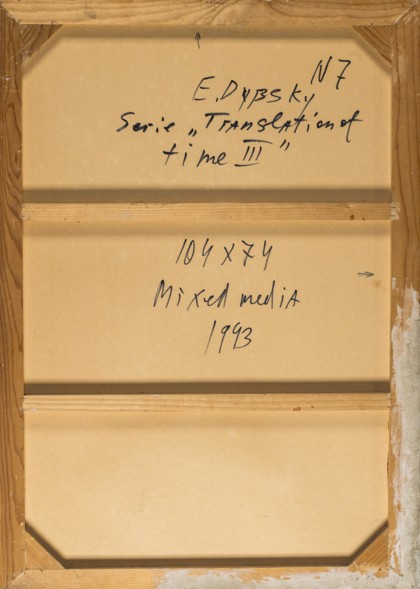 N7
E. Dybsky
Serie „Translation of
time III”
104 x 74
Mixed media
1993